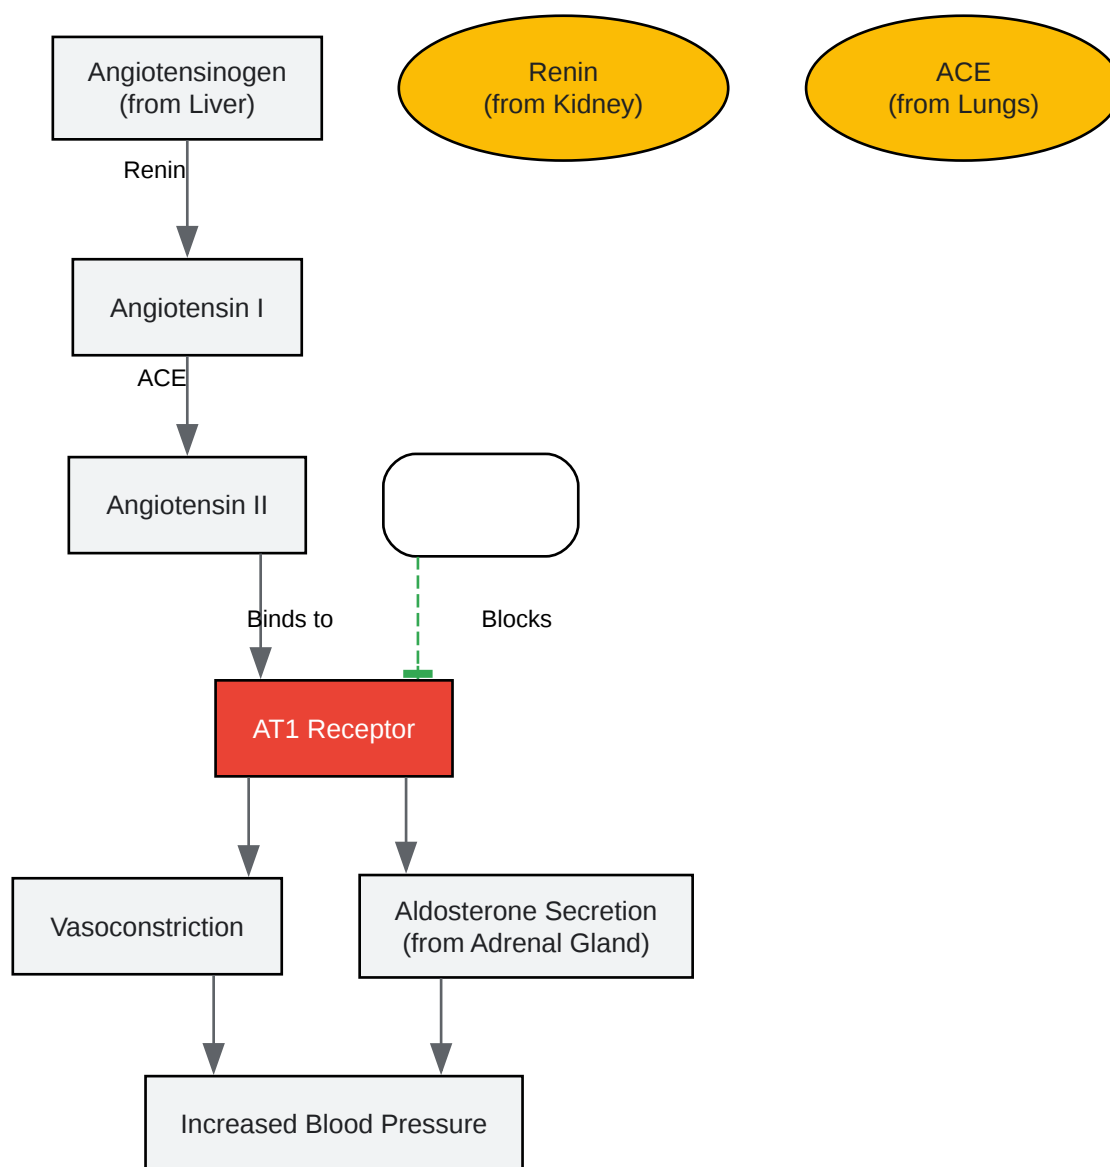 Angiotensinogen
(from Liver)
Renin
(from Kidney)
ACE
(from Lungs)
Renin
Angiotensin I
ACE
Angiotensin II
Binds to
Blocks
AT1 Receptor
Vasoconstriction
Aldosterone Secretion
(from Adrenal Gland)
Increased Blood Pressure